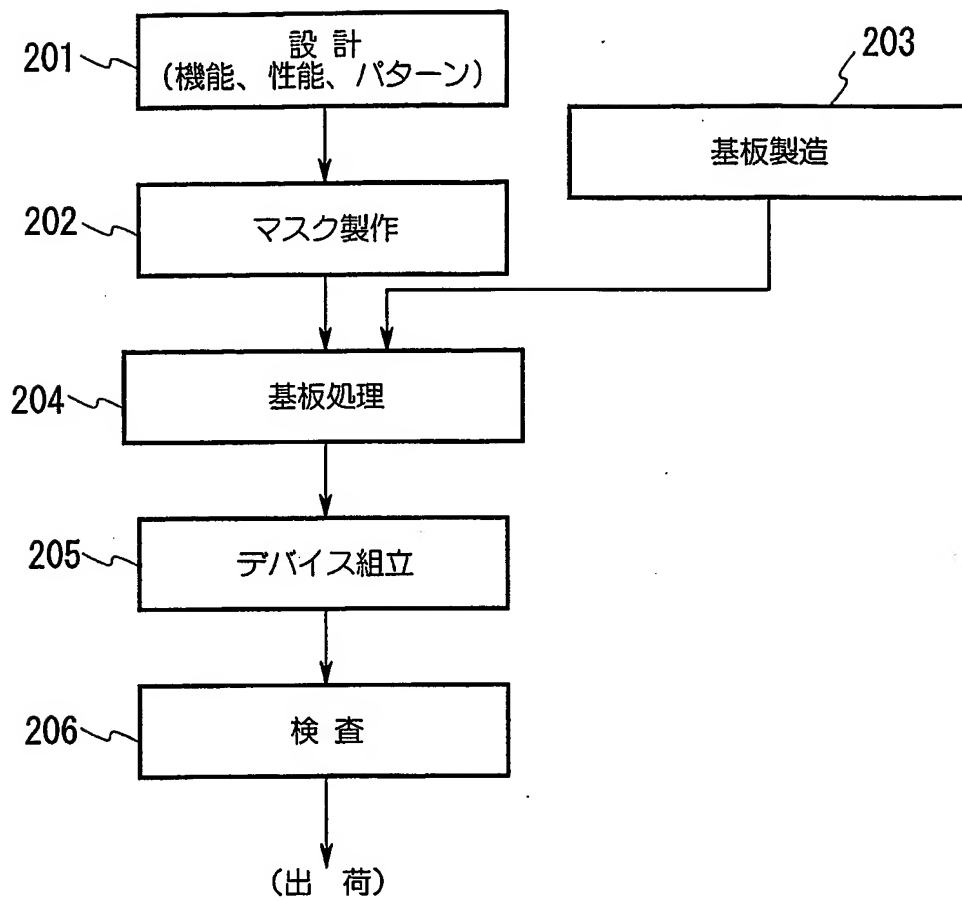 201
設 計
(機能、性能、パターン)
203
基板製造
202
マスク製作
204
基板処理
205
デバイス組立
206
検 査
(出 荷)